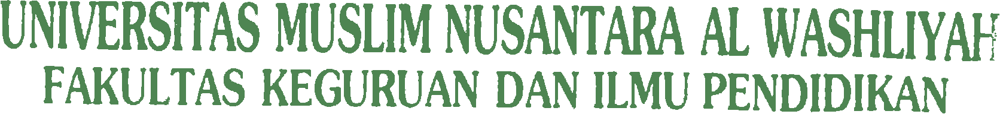 UNIVERSITAS MUSLIM NUSANTARA AL WASHLIYAH
FAKULTAS KEGURUAN DAN ILMU PENDIDIKAN